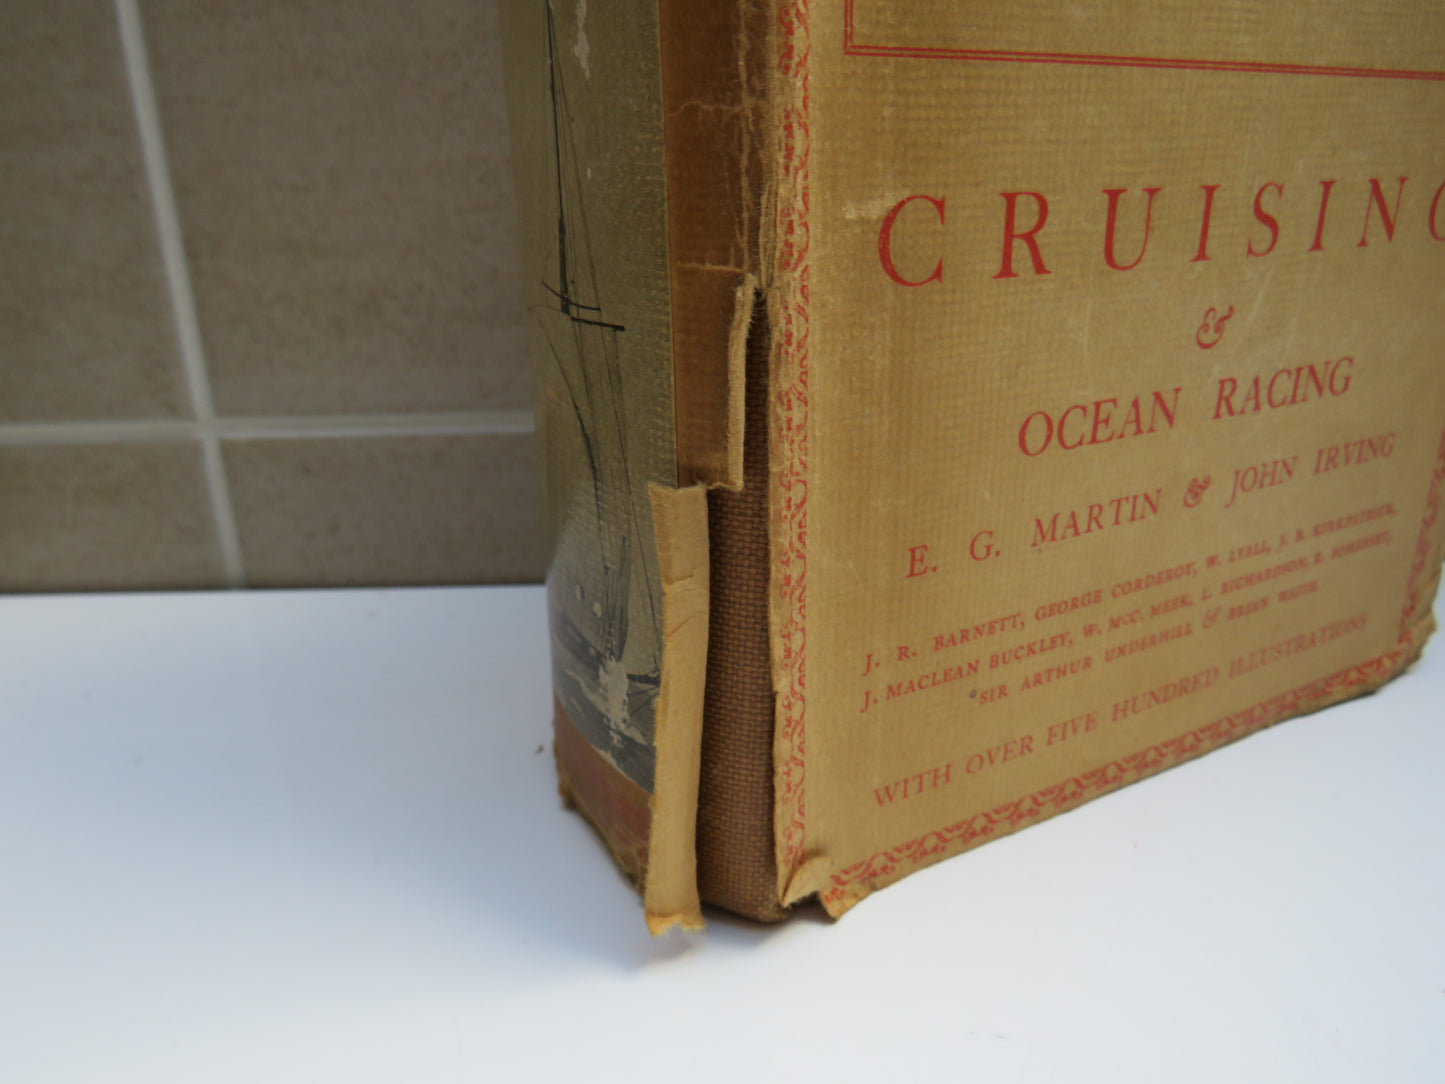 CRUISING
&
OCEAN RACING
E. G. MARTIN & JOHN IRVING
J. R. BARNETT, GEORGE CORDEROY, W. LYALL, J. B. KIRKPATRICK,
J. MACLEAN BUCKLEY, W. MCC. MEEK, L. RICHARDSON, R. SOMERSET,
SIR ARTHUR UNDERHILL & BRIAN WAITE
WITH OVER FIVE HUNDRED ILLUSTRATIONS